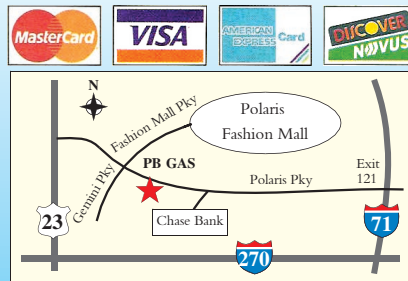 MasterCard
VISA
AMERICAN
EXPRESS
Card
DISCOVER
NOVUS
N
Fashion Mall Pky
Polaris
Fashion Mall
PB GAS
Gemini Pky
Polaris Pky
Exit
121
Chase Bank
23
71
270